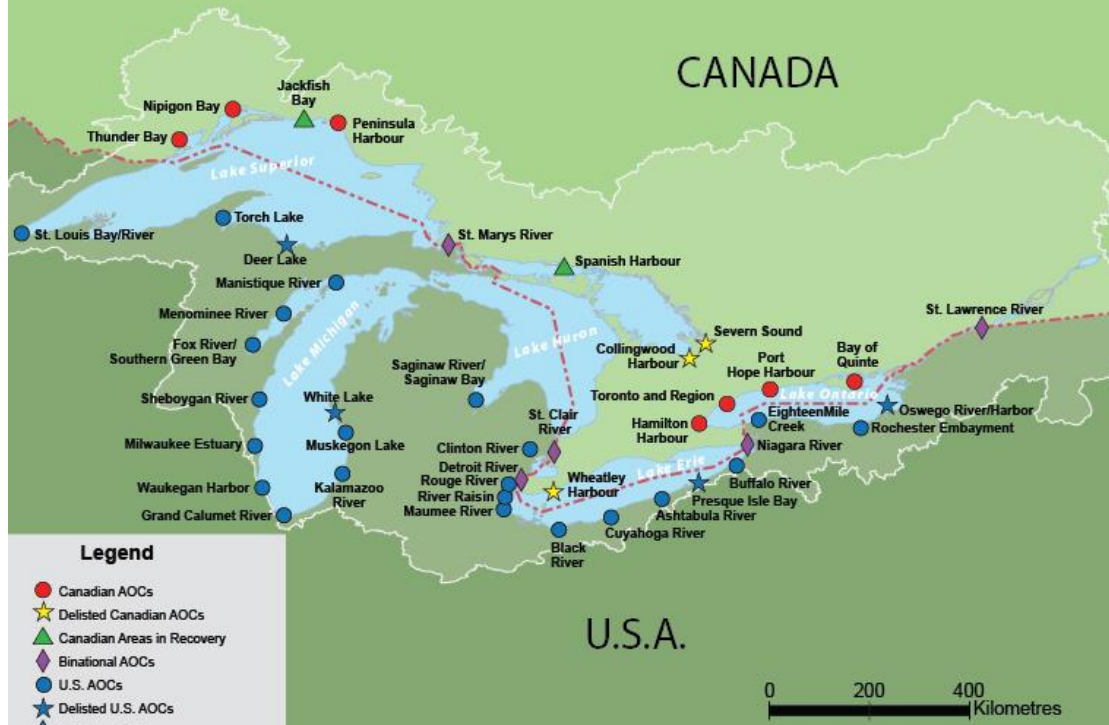 CANADA
Jackfish
Bay
Nipigon Bay
Peninsula
Harbour
Thunder Bay
Lake Superior
Torch Lake
St. Louis Bay/River
St. Marys River
Deer Lake
Spanish Harbour
Manistique River
Menominee River
St. Lawrence River
Fox River/
Southern Green Bay
Lake Michigan
Lake Huron
Severn Sound
Collingwood
Harbour
Port
Hope Harbour
Bay of
Quinte
Saginaw River/
Saginaw Bay
Sheboygan River
White Lake
Toronto and Region
Lake Ontario
Oswego River/Harbor
St. Clair
River
Hamilton
Harbour
EighteenMile
Creek
Rochester Embayment
Milwaukee Estuary
Muskegon Lake
Clinton River
Niagara River
Detroit River
Lake Erie
Waukegan Harbor
Kalamazoo
River
Rouge River
Wheatley
Harbour
Buffalo River
River Raisin
Presque Isle Bay
Grand Calumet River
Maumee River
Ashtabula River
Cuyahoga River
Black
River
Legend
Canadian AOCs
Delisted Canadian AOCs
Canadian Areas in Recovery
Binational AOCs
U.S. AOCs
Delisted U.S. AOCs
U.S.A.
0 200 400
Kilometres